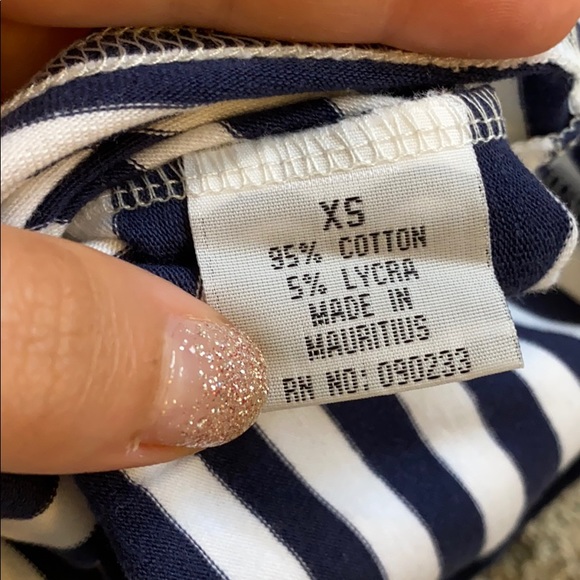 XS
95% COTTON
5% LYCRA
MADE IN
MAURITIUS
RN NO: 090233